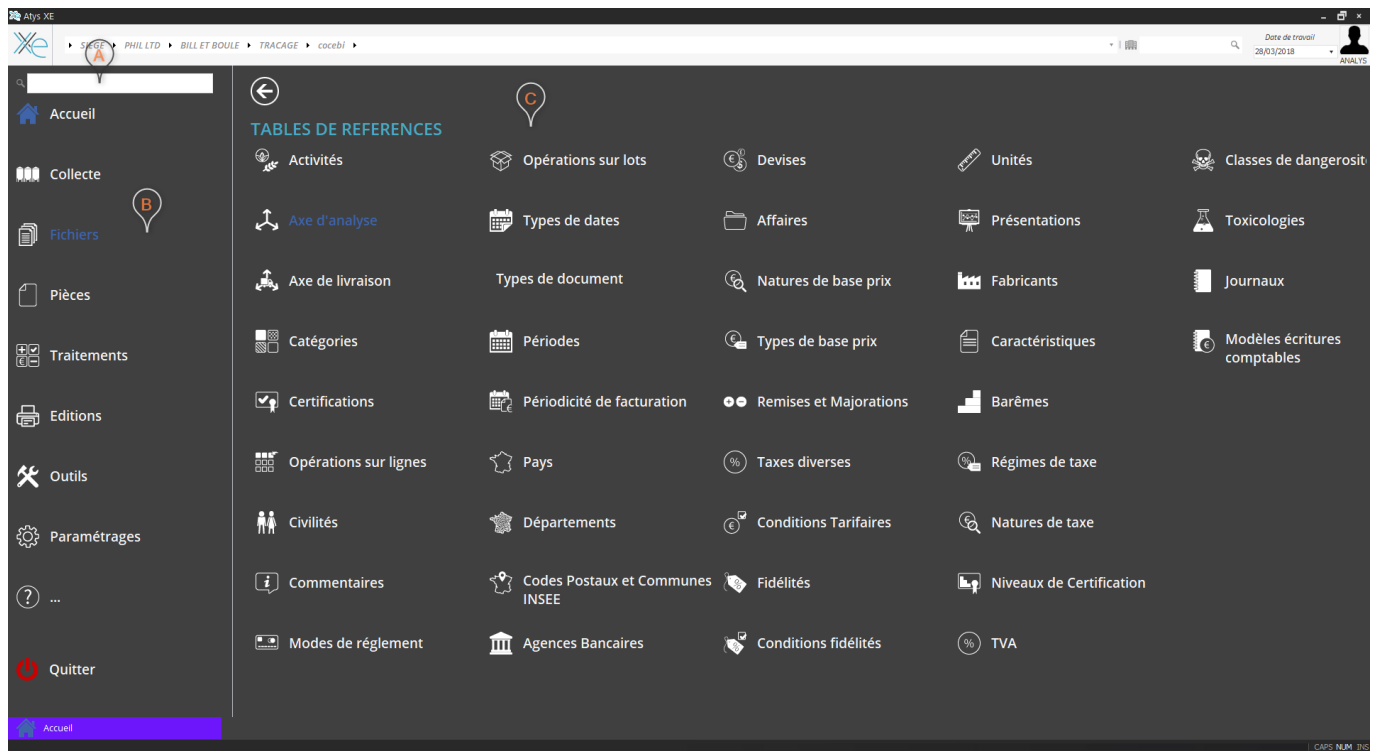 Atys XE
Xe
SIEGE PHIL LTD BILL ET BOULE TRACAGE cocebi
Date de travail
28/03/2018
ANALYS
A
B
C
Accueil
Collecte
Fichiers
Pièces
Traitements
Editions
Outils
Paramétrages
...
Quitter
Accueil
TABLES DE REFERENCES
Activités
Axe d'analyse
Axe de livraison
Catégories
Certifications
Opérations sur lignes
Civilités
Commentaires
Modes de réglement
Opérations sur lots
Types de dates
Types de document
Périodes
Périodicité de facturation
Pays
Départements
Codes Postaux et Communes
INSEE
Agences Bancaires
Devises
Affaires
Natures de base prix
Types de base prix
Remises et Majorations
Taxes diverses
Conditions Tarifaires
Fidélités
Conditions fidélités
Unités
Présentations
Fabricants
Caractéristiques
Barêmes
Régimes de taxe
Natures de taxe
Niveaux de Certification
TVA
Classes de dangerosit
Toxicologies
Journaux
Modèles écritures
comptables
CAPS NUM INS